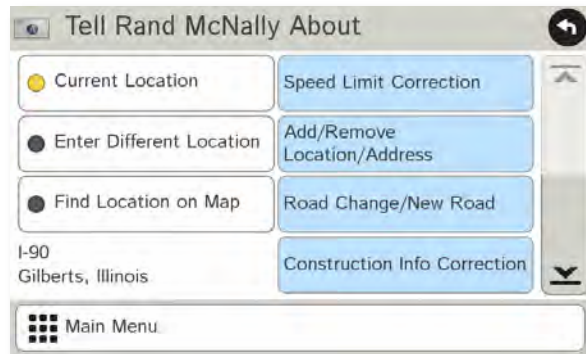 Tell Rand McNally About
Current Location
Speed Limit Correction
Enter Different Location
Add/Remove
Location/Address
Find Location on Map
Road Change/New Road
I-90
Gilberts, Illinois
Construction Info Correction
Main Menu